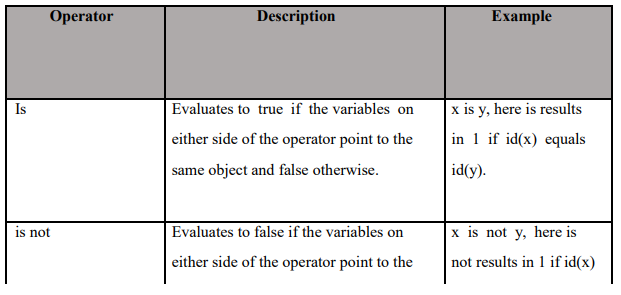 Operator Description Example
Is Evaluates to true if the variables on x is y, here is results
either side of the operator point to the in 1 if id(x) equals
same object and false otherwise. id(y).
is not Evaluates to false if the variables on x is not y, here is
either side of the operator point to the not results in 1 if id(x)